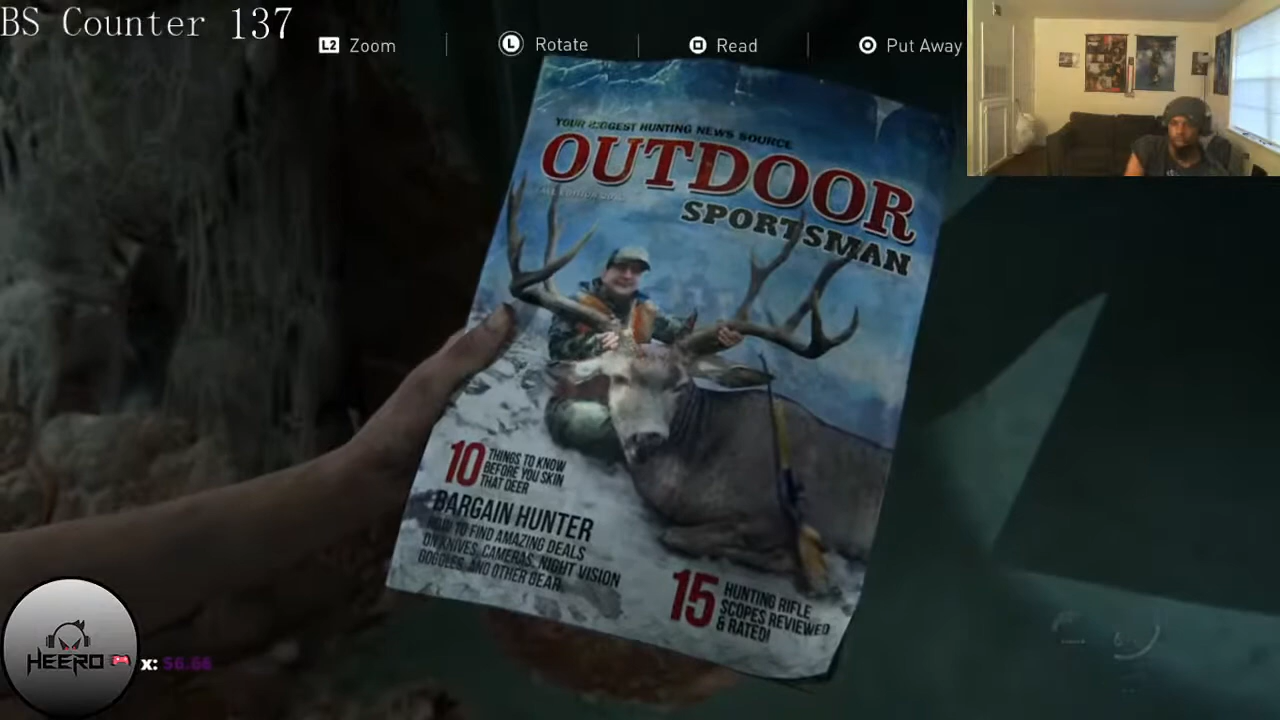 BS Counter 137
L2 Zoom
L Rotate
Read
Put Away
YOUR BIGGEST HUNTING NEWS SOURCE
OUTDOOR
SPORTSMAN
10 THINGS TO KNOW
BEFORE YOU SKIN
THAT DEER
BARGAIN HUNTER
HOW TO FIND AMAZING DEALS
ON KNIVES, CAMERAS, NIGHT VISION
GOGGLES, AND OTHER GEAR
15 HUNTING RIFLE
SCOPES REVIEWED
& RATED!
HEERO
x: 56.66